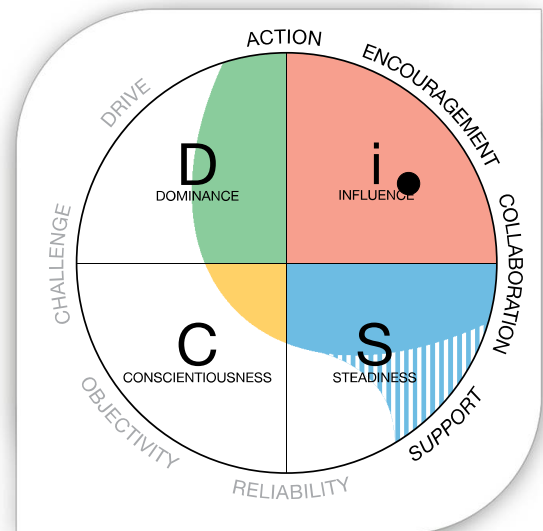 ACTION
ENCOURAGEMENT
DRIVE
D
DOMINANCE
i
INFLUENCE
CHALLENGE
COLLABORATION
C
CONSCIENTIOUSNESS
S
STEADINESS
OBJECTIVITY
SUPPORT
RELIABILITY